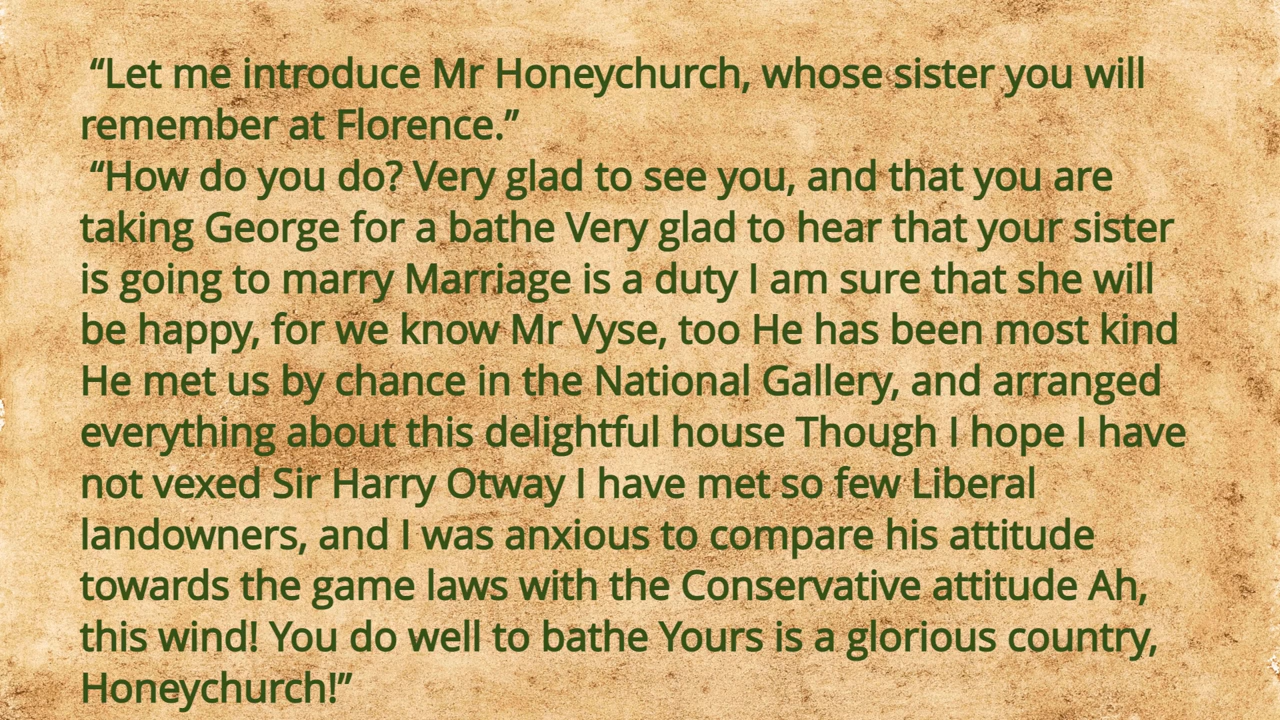 “Let me introduce Mr Honeychurch, whose sister you will
remember at Florence.”
“How do you do? Very glad to see you, and that you are
taking George for a bathe Very glad to hear that your sister
is going to marry Marriage is a duty I am sure that she will
be happy, for we know Mr Vyse, too He has been most kind
He met us by chance in the National Gallery, and arranged
everything about this delightful house Though I hope I have
not vexed Sir Harry Otway I have met so few Liberal
landowners, and I was anxious to compare his attitude
towards the game laws with the Conservative attitude Ah,
this wind! You do well to bathe Yours is a glorious country,
Honeychurch!”